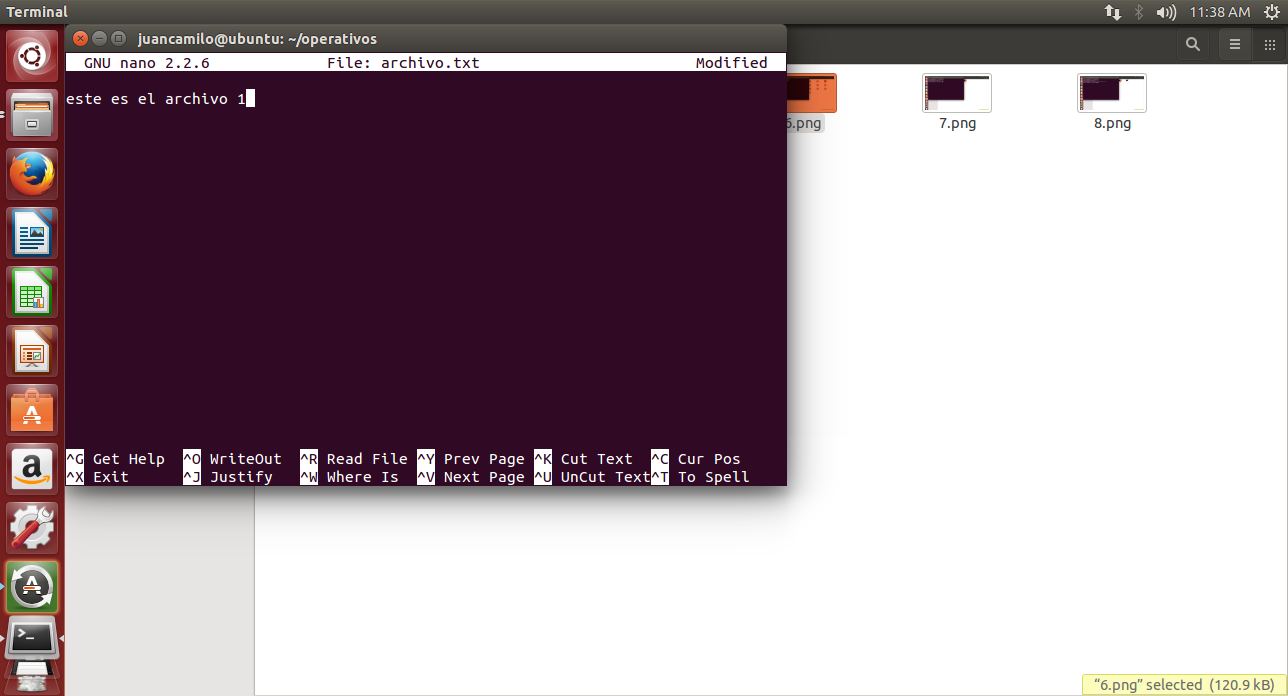 Terminal 11:38 AM
juancamilo@ubuntu: ~/operativos
GNU nano 2.2.6 File: archivo.txt Modified
este es el archivo 1
^G Get Help ^O WriteOut ^R Read File ^Y Prev Page ^K Cut Text ^C Cur Pos
^X Exit ^J Justify ^W Where Is ^V Next Page ^U UnCut Text ^T To Spell
6.png 7.png 8.png
“6.png” selected (120.9 kB)